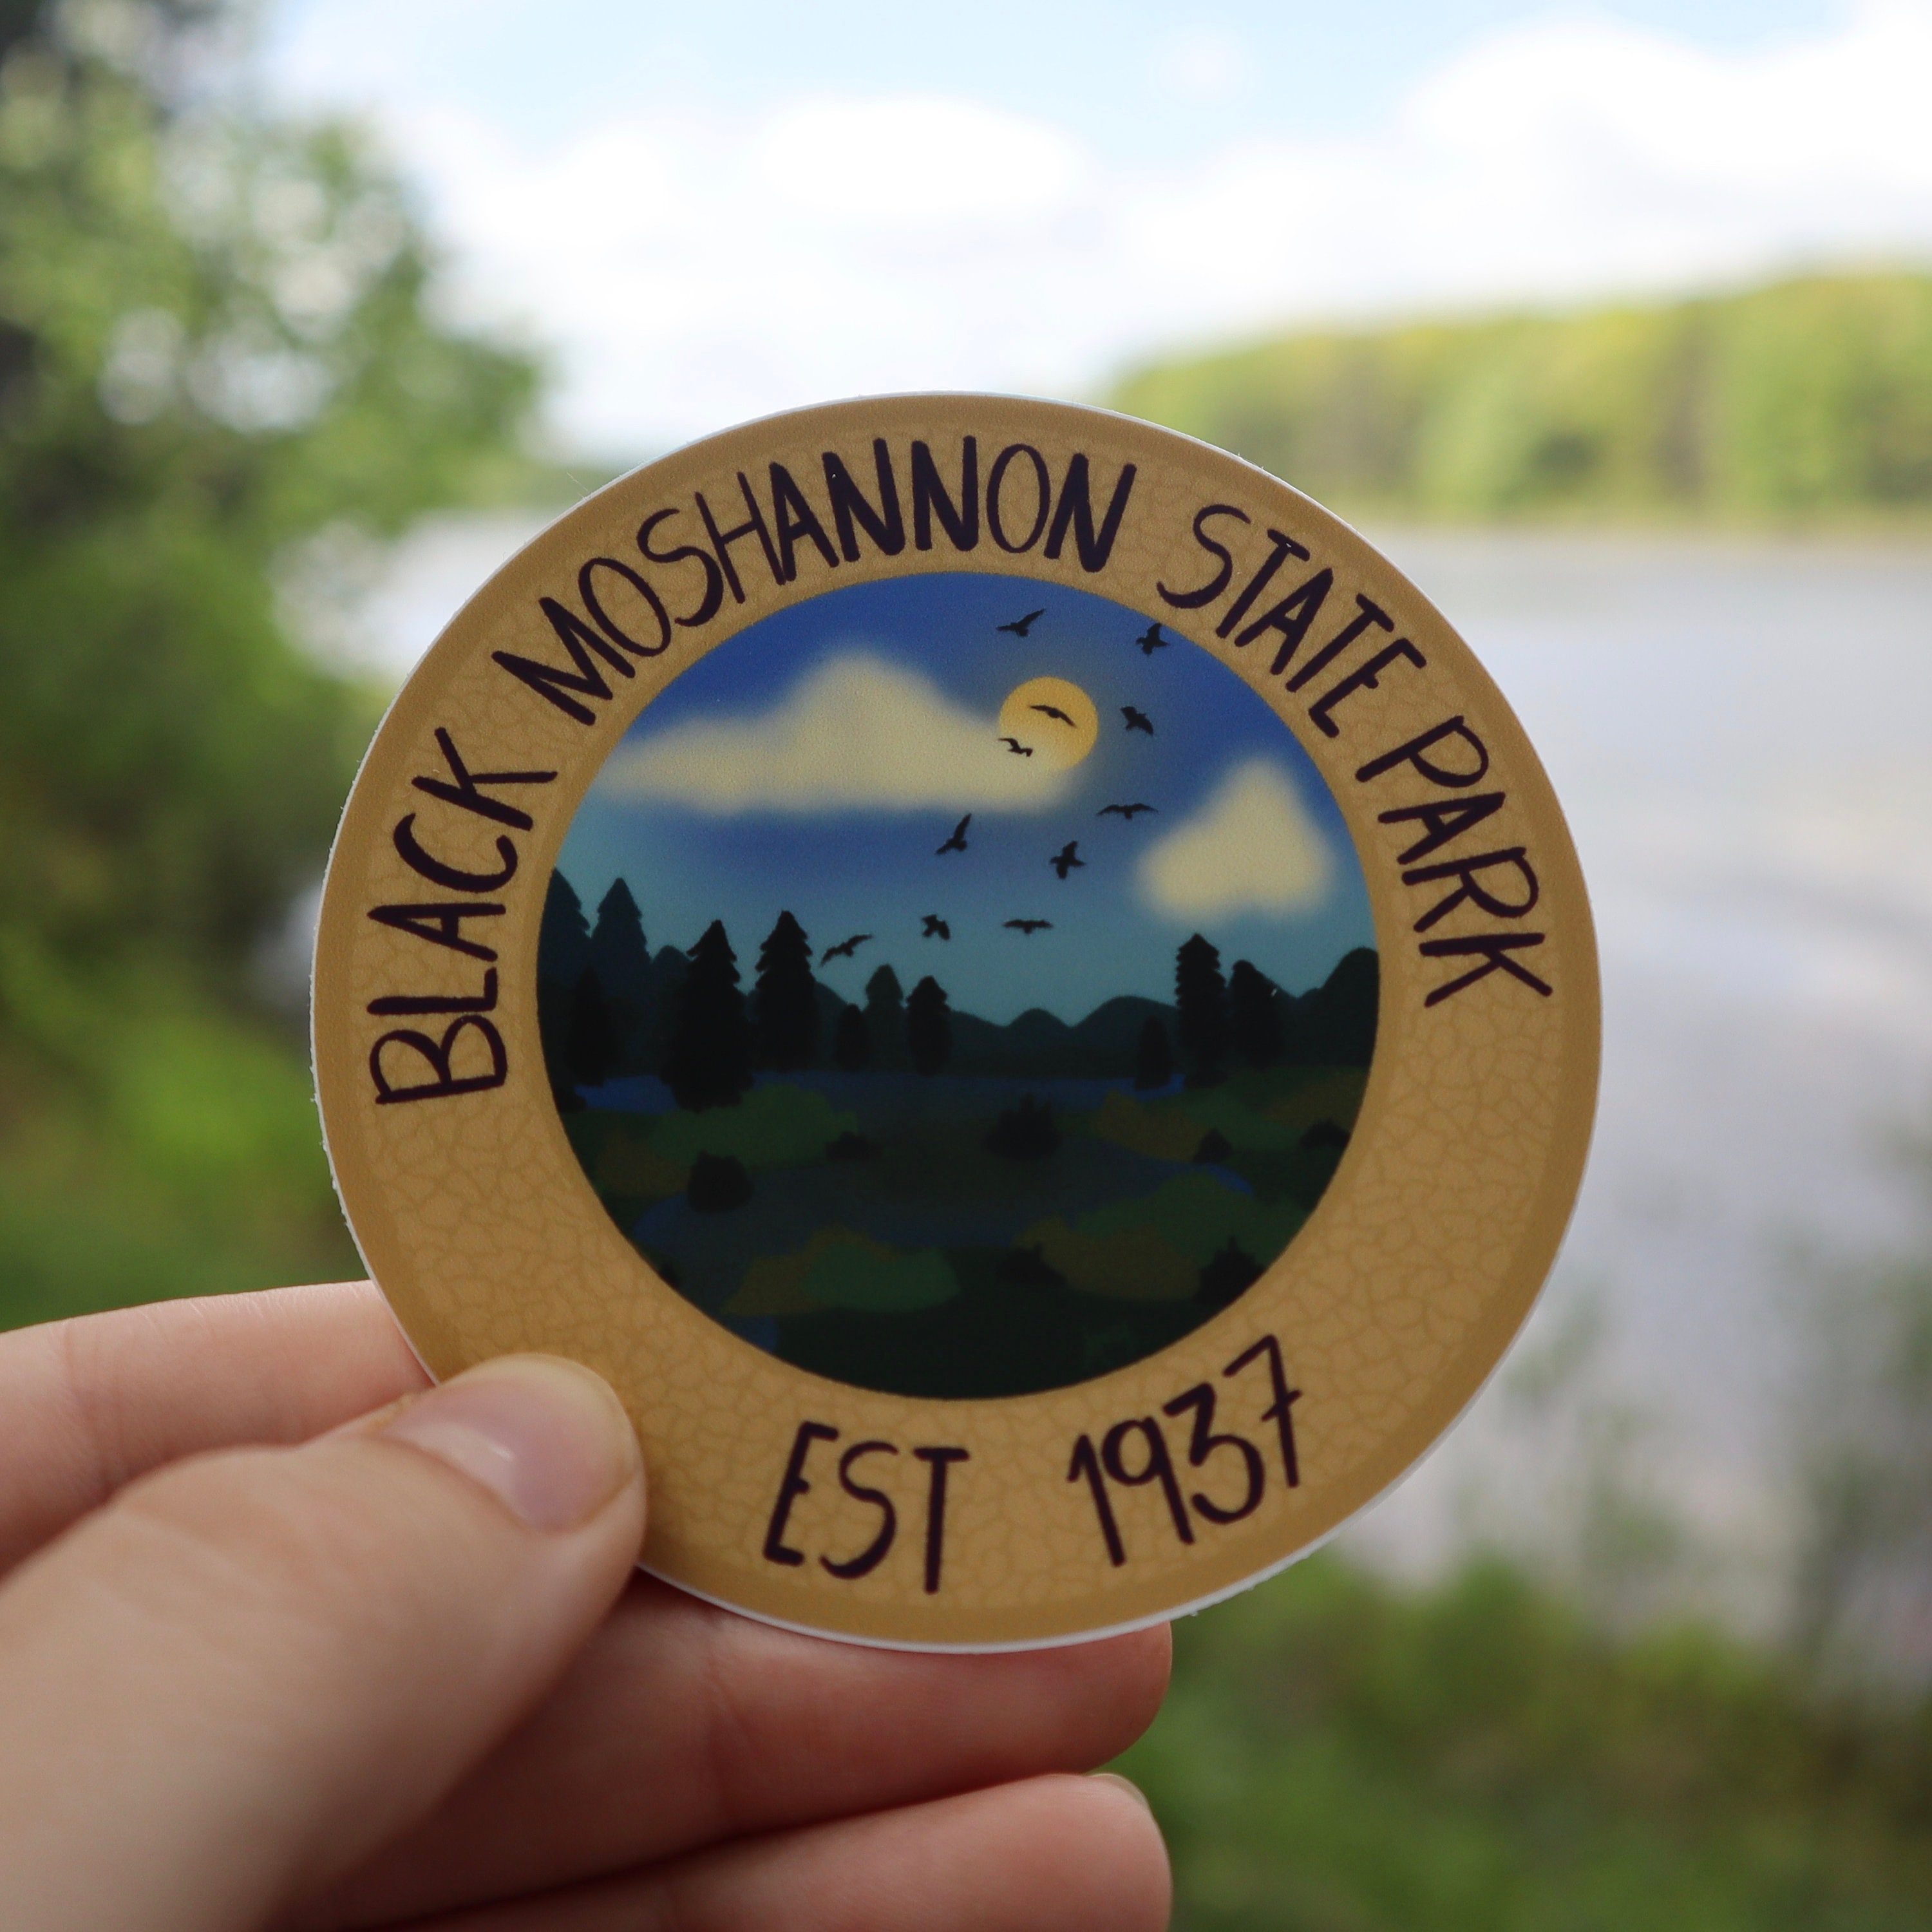 BLACK MOSHANNON STATE PARK
EST 1937